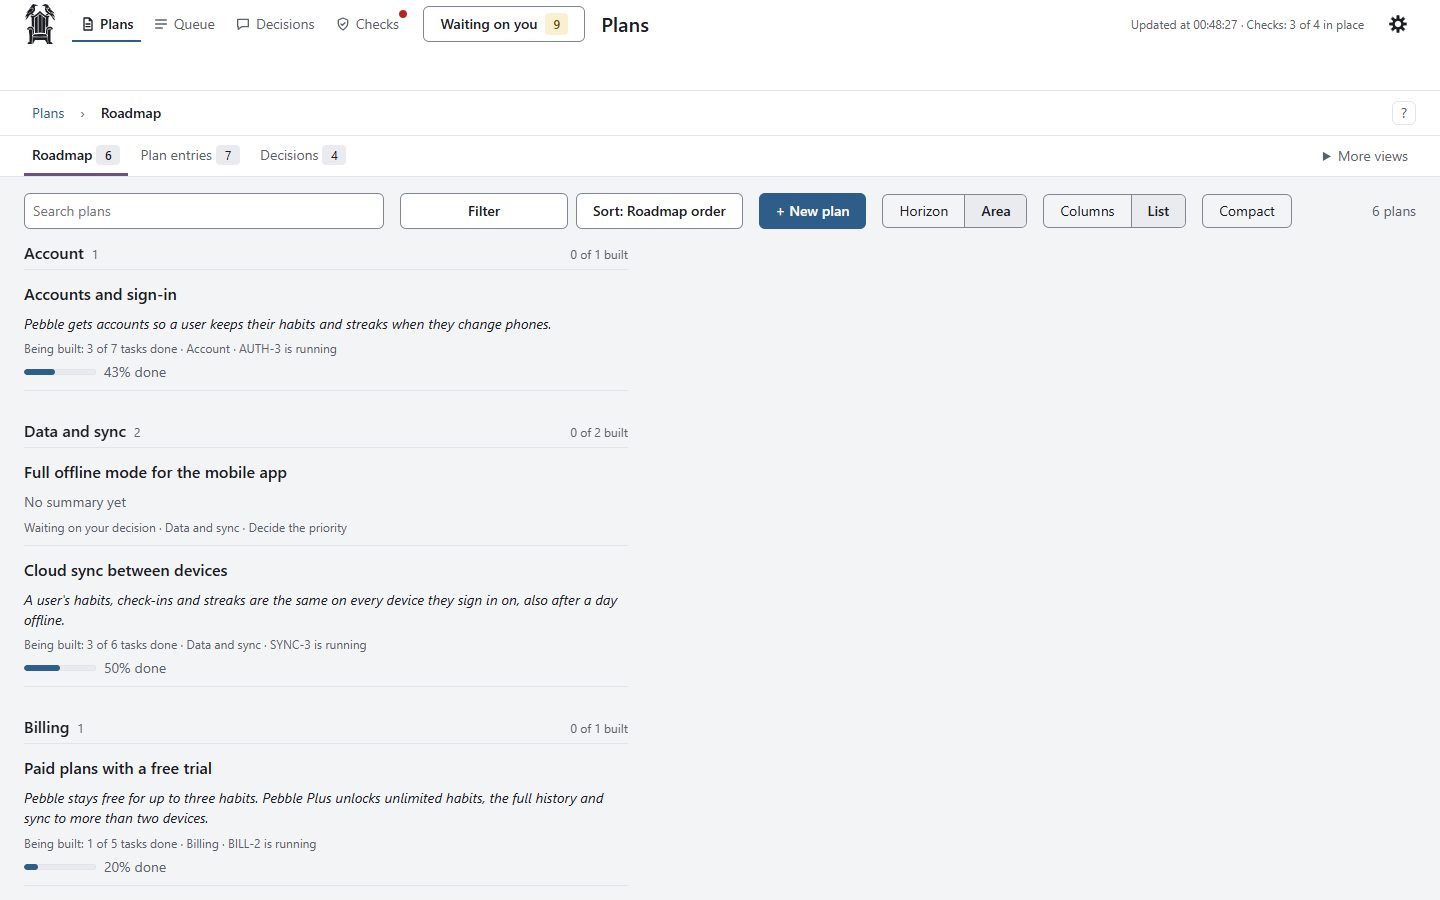 Plans
Queue
Decisions
Checks
Waiting on you 9
Plans
Updated at 00:48:27 · Checks: 3 of 4 in place
Plans › Roadmap
?
Roadmap 6
Plan entries 7
Decisions 4
▶ More views
Search plans
Filter
Sort: Roadmap order
+ New plan
Horizon
Area
Columns
List
Compact
6 plans
Account 1
0 of 1 built
Accounts and sign-in
Pebble gets accounts so a user keeps their habits and streaks when they change phones.
Being built: 3 of 7 tasks done · Account · AUTH-3 is running
43% done
Data and sync 2
0 of 2 built
Full offline mode for the mobile app
No summary yet
Waiting on your decision · Data and sync · Decide the priority
Cloud sync between devices
A user's habits, check-ins and streaks are the same on every device they sign in on, also after a day
offline.
Being built: 3 of 6 tasks done · Data and sync · SYNC-3 is running
50% done
Billing 1
0 of 1 built
Paid plans with a free trial
Pebble stays free for up to three habits. Pebble Plus unlocks unlimited habits, the full history and
sync to more than two devices.
Being built: 1 of 5 tasks done · Billing · BILL-2 is running
20% done